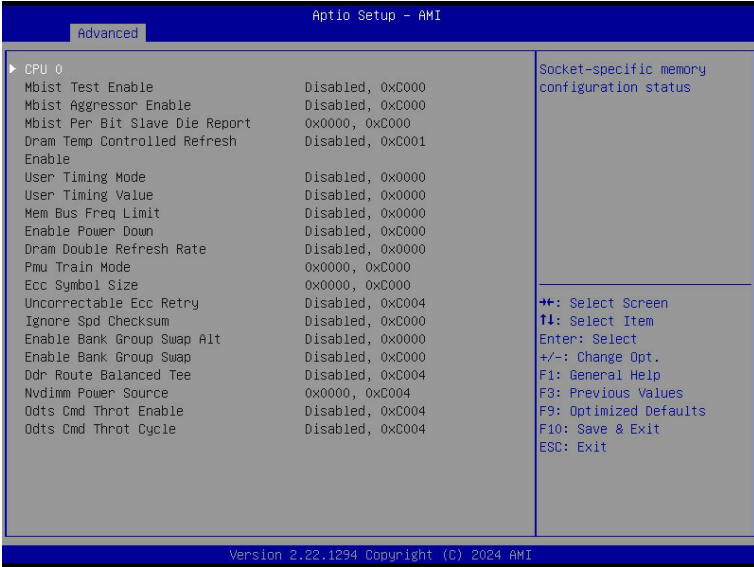 Aptio Setup - AMI
Advanced
▶ CPU 0
Mbist Test Enable Disabled, 0xC000
Mbist Aggressor Enable Disabled, 0xC000
Mbist Per Bit Slave Die Report 0x0000, 0xC000
Dram Temp Controlled Refresh Disabled, 0xC001
Enable
User Timing Mode Disabled, 0x0000
User Timing Value Disabled, 0x0000
Mem Bus Freq Limit Disabled, 0x0000
Enable Power Down Disabled, 0xC000
Dram Double Refresh Rate Disabled, 0x0000
Pmu Train Mode 0x0000, 0xC000
Ecc Symbol Size 0x0000, 0xC000
Uncorrectable Ecc Retry Disabled, 0xC004
Ignore Spd Checksum Disabled, 0xC000
Enable Bank Group Swap Alt Disabled, 0x0000
Enable Bank Group Swap Disabled, 0xC000
Ddr Route Balanced Tee Disabled, 0xC004
Nvdimm Power Source 0x0000, 0xC004
Odts Cmd Throt Enable Disabled, 0xC004
Odts Cmd Throt Cycle Disabled, 0xC004
Socket-specific memory
configuration status
→←: Select Screen
↑↓: Select Item
Enter: Select
+/-: Change Opt.
F1: General Help
F3: Previous Values
F9: Optimized Defaults
F10: Save & Exit
ESC: Exit
Version 2.22.1294 Copyright (C) 2024 AMI